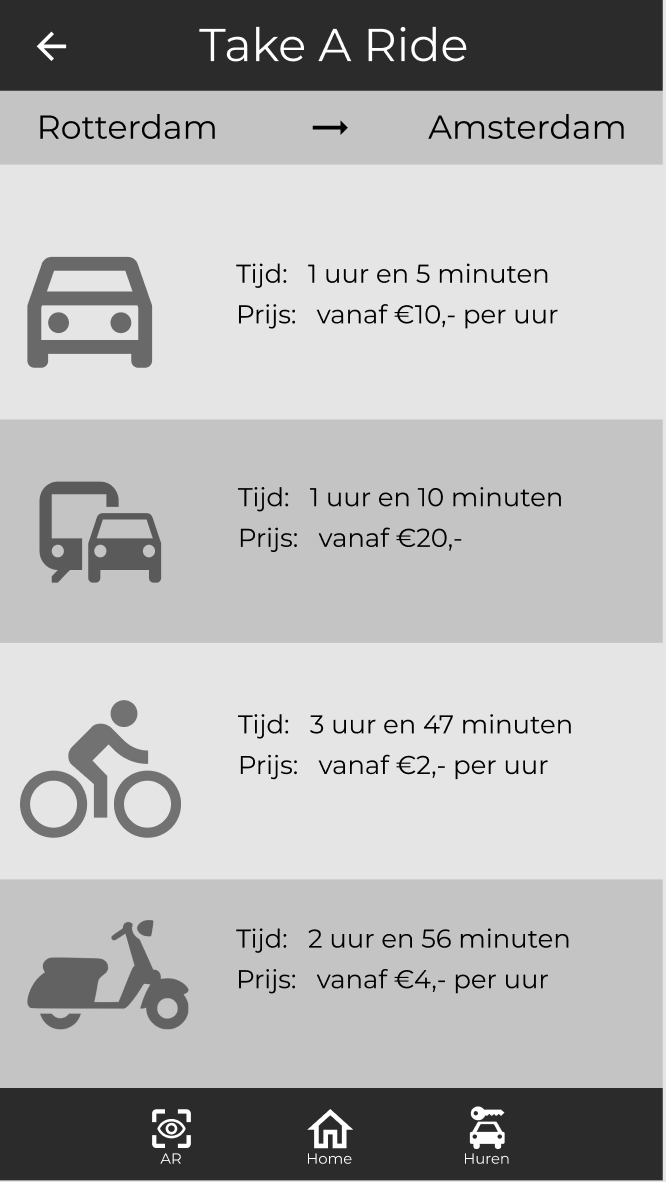 Take A Ride
Rotterdam → Amsterdam
Tijd: 1 uur en 5 minuten
Prijs: vanaf €10,- per uur
Tijd: 1 uur en 10 minuten
Prijs: vanaf €20,-
Tijd: 3 uur en 47 minuten
Prijs: vanaf €2,- per uur
Tijd: 2 uur en 56 minuten
Prijs: vanaf €4,- per uur
AR Home Huren